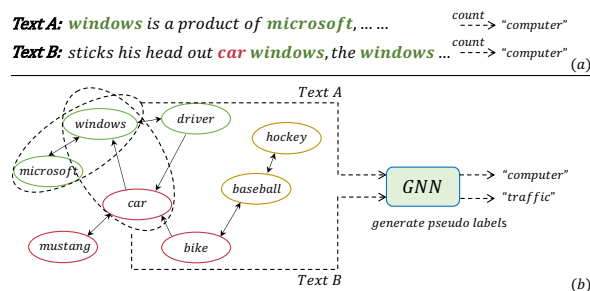 Text A: windows is a product of microsoft, ... ... count "computer"
Text B: sticks his head out car windows, the windows ... count "computer"
(a)
Text A
windows
driver
hockey
microsoft
baseball
GNN
"computer"
"traffic"
car
generate pseudo labels
mustang
bike
Text B
(b)